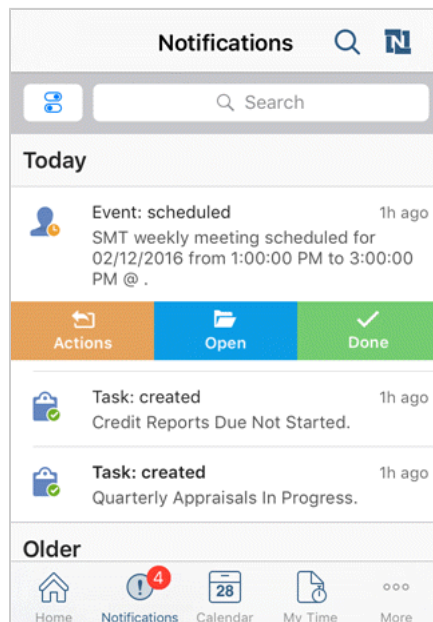 Notifications
N
Search
Today
Event: scheduled 1h ago
SMT weekly meeting scheduled for
02/12/2016 from 1:00:00 PM to 3:00:00
PM @ .
Actions Open Done
Task: created 1h ago
Credit Reports Due Not Started.
Task: created 1h ago
Quarterly Appraisals In Progress.
Older
4
28
Home Notifications Calendar My Time More